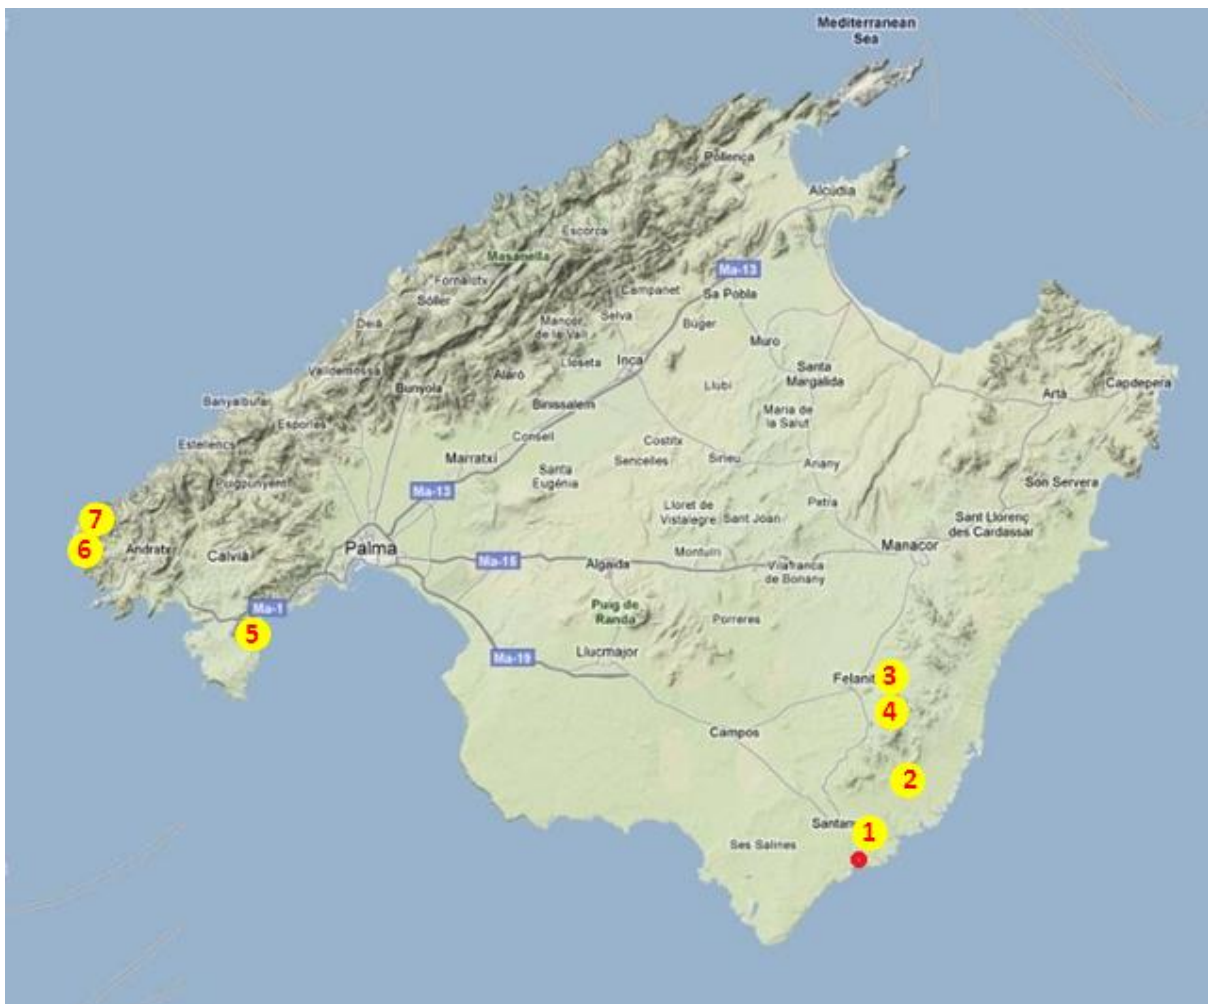 Mediterranean
Sea
Pollença
Alcúdia
Escorca
Masanella
Ma-13
Fornalutx
Campanet
Sa Pobla
Sóller
Selva
Búger
Deià
Mancor
de la Vall
Muro
Lloseta
Inca
Santa
Margalida
Valldemossa
Alaró
Bunyola
Llubí
Artà
Capdepera
Banyalbufar
Binissalem
Maria de
la Salut
Esporles
Consell
Costitx
Estellencs
Marratxí
Sencelles
Sineu
Ariany
Santa
Eugènia
Puigpunyent
Son Servera
Ma-13
Petra
Lloret de
Vistalegre
Sant Joan
Sant Llorenç
des Cardassar
7
6
Andratx
Calvià
Palma
Ma-15
Algaida
Montuïri
Manacor
Vilafranca
de Bonany
Ma-1
Puig de
Randa
Porreres
5
Ma-19
Llucmajor
Felanit
3
4
Campos
2
Santan
1
Ses Salines